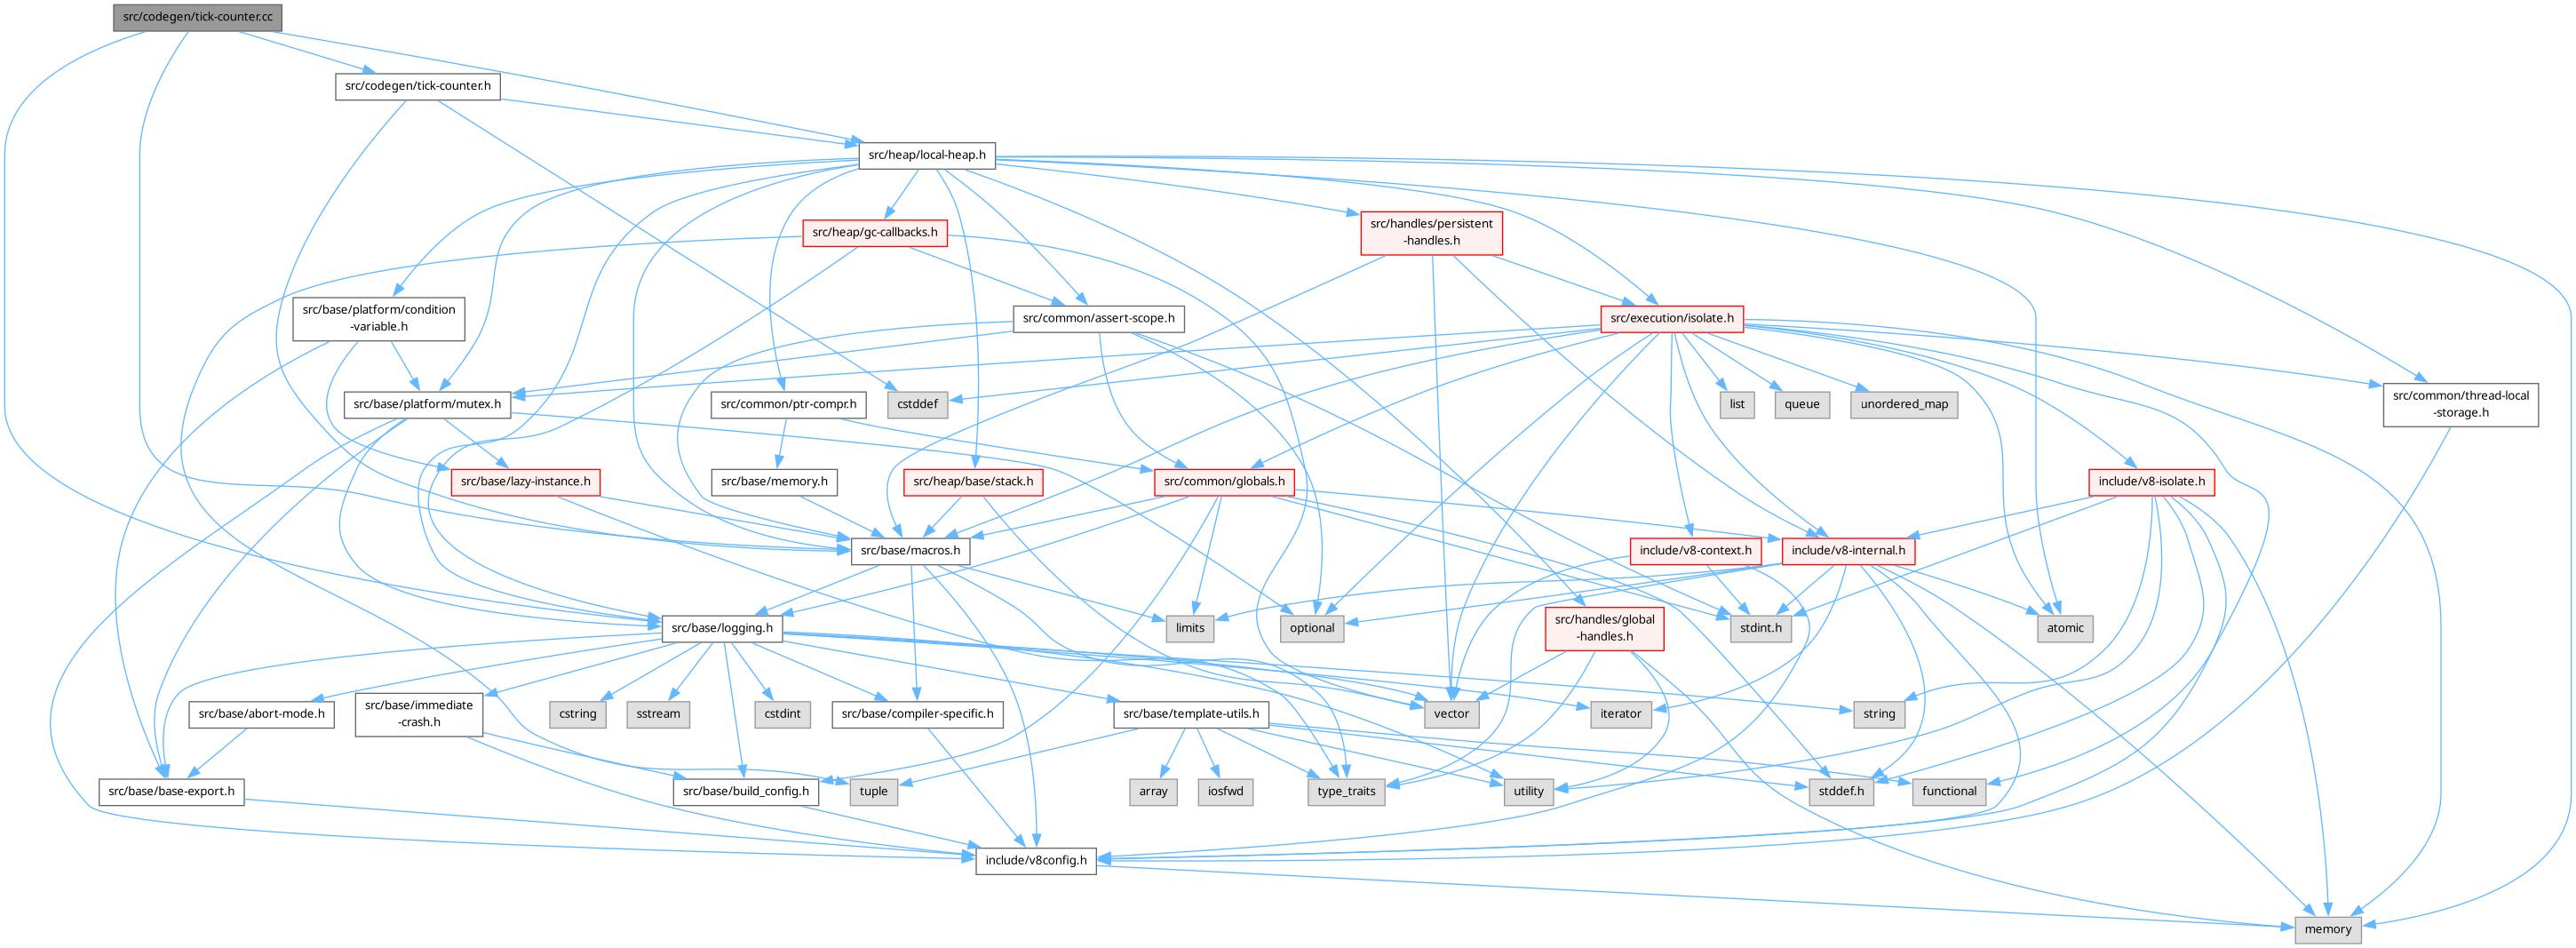 src/codegen/tick-counter.cc
src/codegen/tick-counter.h
src/heap/local-heap.h
src/heap/gc-callbacks.h
src/handles/persistent
-handles.h
src/base/platform/condition
-variable.h
src/common/assert-scope.h
src/execution/isolate.h
src/base/platform/mutex.h
src/common/ptr-compr.h
cstddef
list
queue
unordered_map
src/common/thread-local
-storage.h
src/base/lazy-instance.h
src/base/memory.h
src/heap/base/stack.h
src/common/globals.h
include/v8-isolate.h
src/base/macros.h
include/v8-context.h
include/v8-internal.h
src/base/logging.h
limits
optional
src/handles/global
-handles.h
stdint.h
atomic
src/base/abort-mode.h
src/base/immediate
-crash.h
cstring
sstream
cstdint
src/base/compiler-specific.h
src/base/template-utils.h
vector
iterator
string
src/base/base-export.h
src/base/build_config.h
tuple
array
iosfwd
type_traits
utility
stddef.h
functional
include/v8config.h
memory